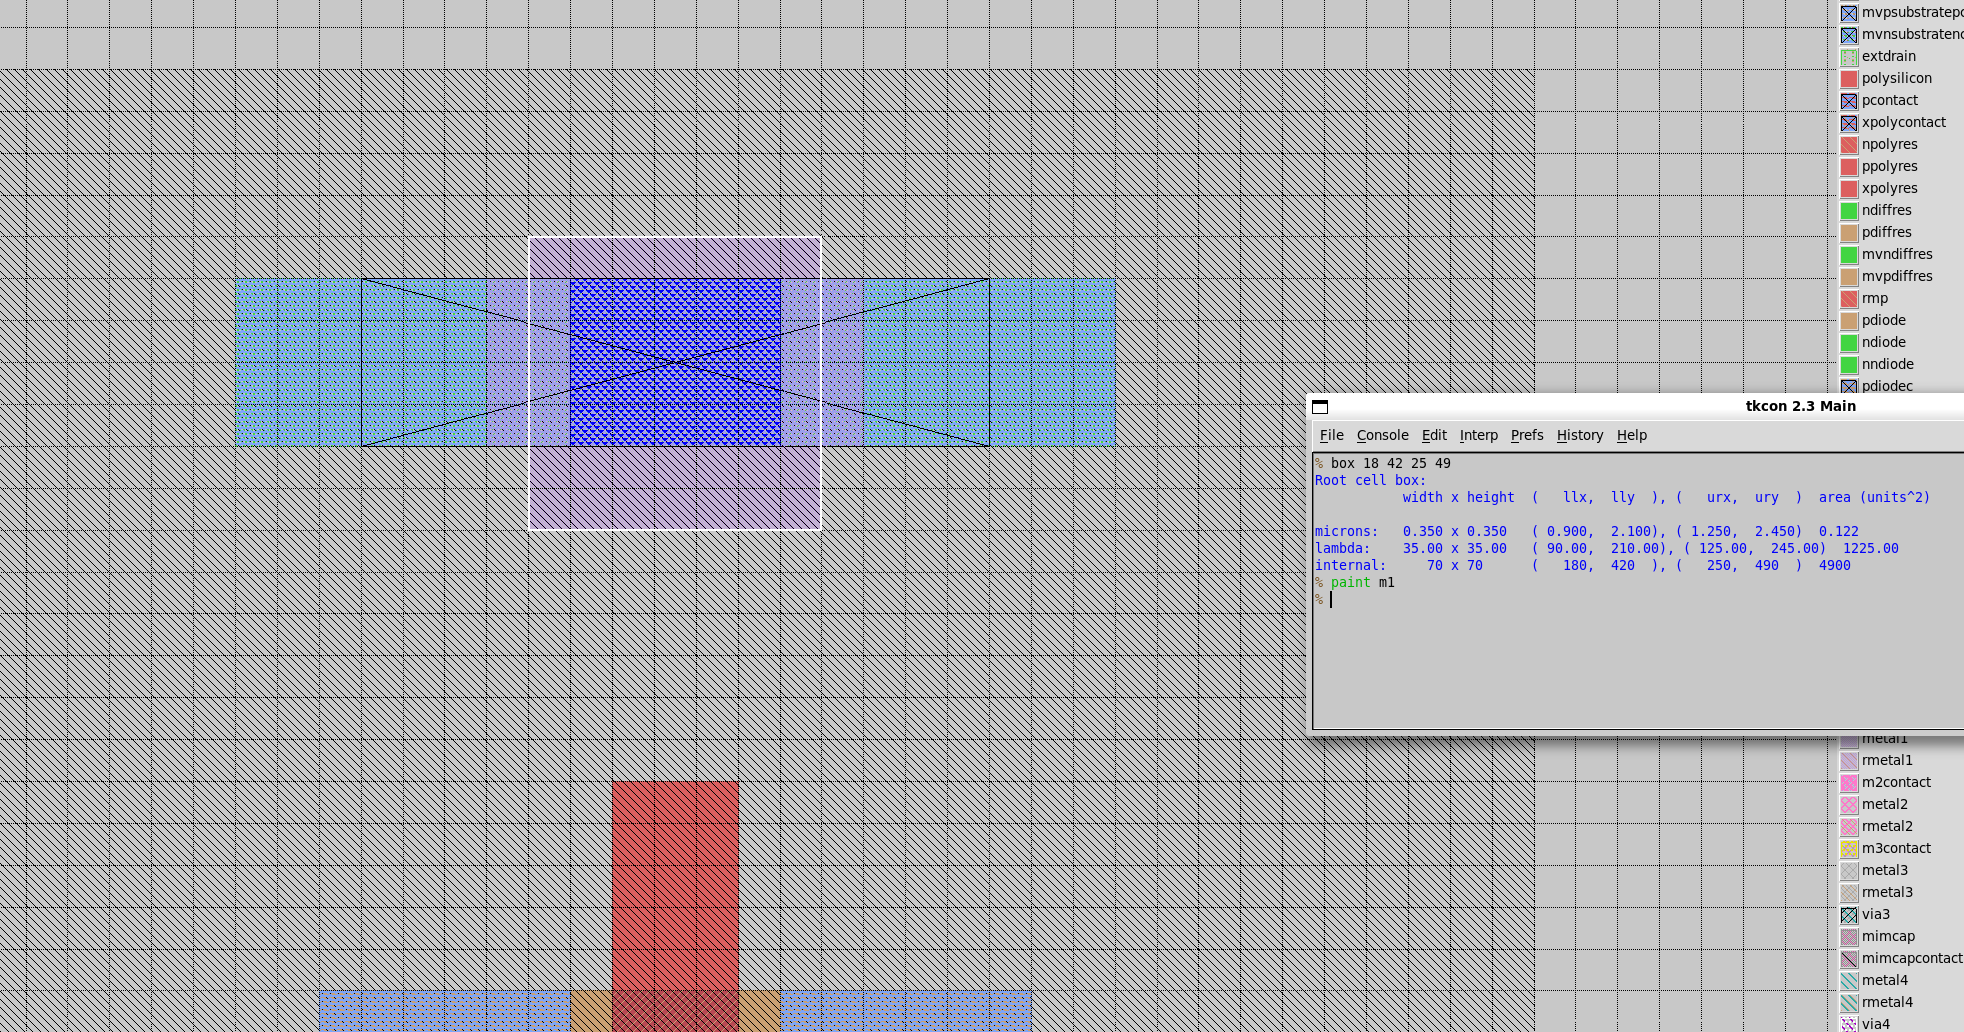 mvpsubstratepc
mvnsubstratenc
extdrain
polysilicon
pcontact
xpolycontact
npolyres
ppolyres
xpolyres
ndiffres
pdiffres
mvndiffres
mvpdiffres
rmp
pdiode
ndiode
nndiode
pdiodec
tkcon 2.3 Main
File Console Edit Interp Prefs History Help
% box 18 42 25 49
Root cell box:
width x height ( llx, lly ), ( urx, ury ) area (units^2)
microns: 0.350 x 0.350 ( 0.900, 2.100), ( 1.250, 2.450) 0.122
lambda: 35.00 x 35.00 ( 90.00, 210.00), ( 125.00, 245.00) 1225.00
internal: 70 x 70 ( 180, 420 ), ( 250, 490 ) 4900
% paint m1
%
metal1
rmetal1
m2contact
metal2
rmetal2
m3contact
metal3
rmetal3
via3
mimcap
mimcapcontact
metal4
rmetal4
via4